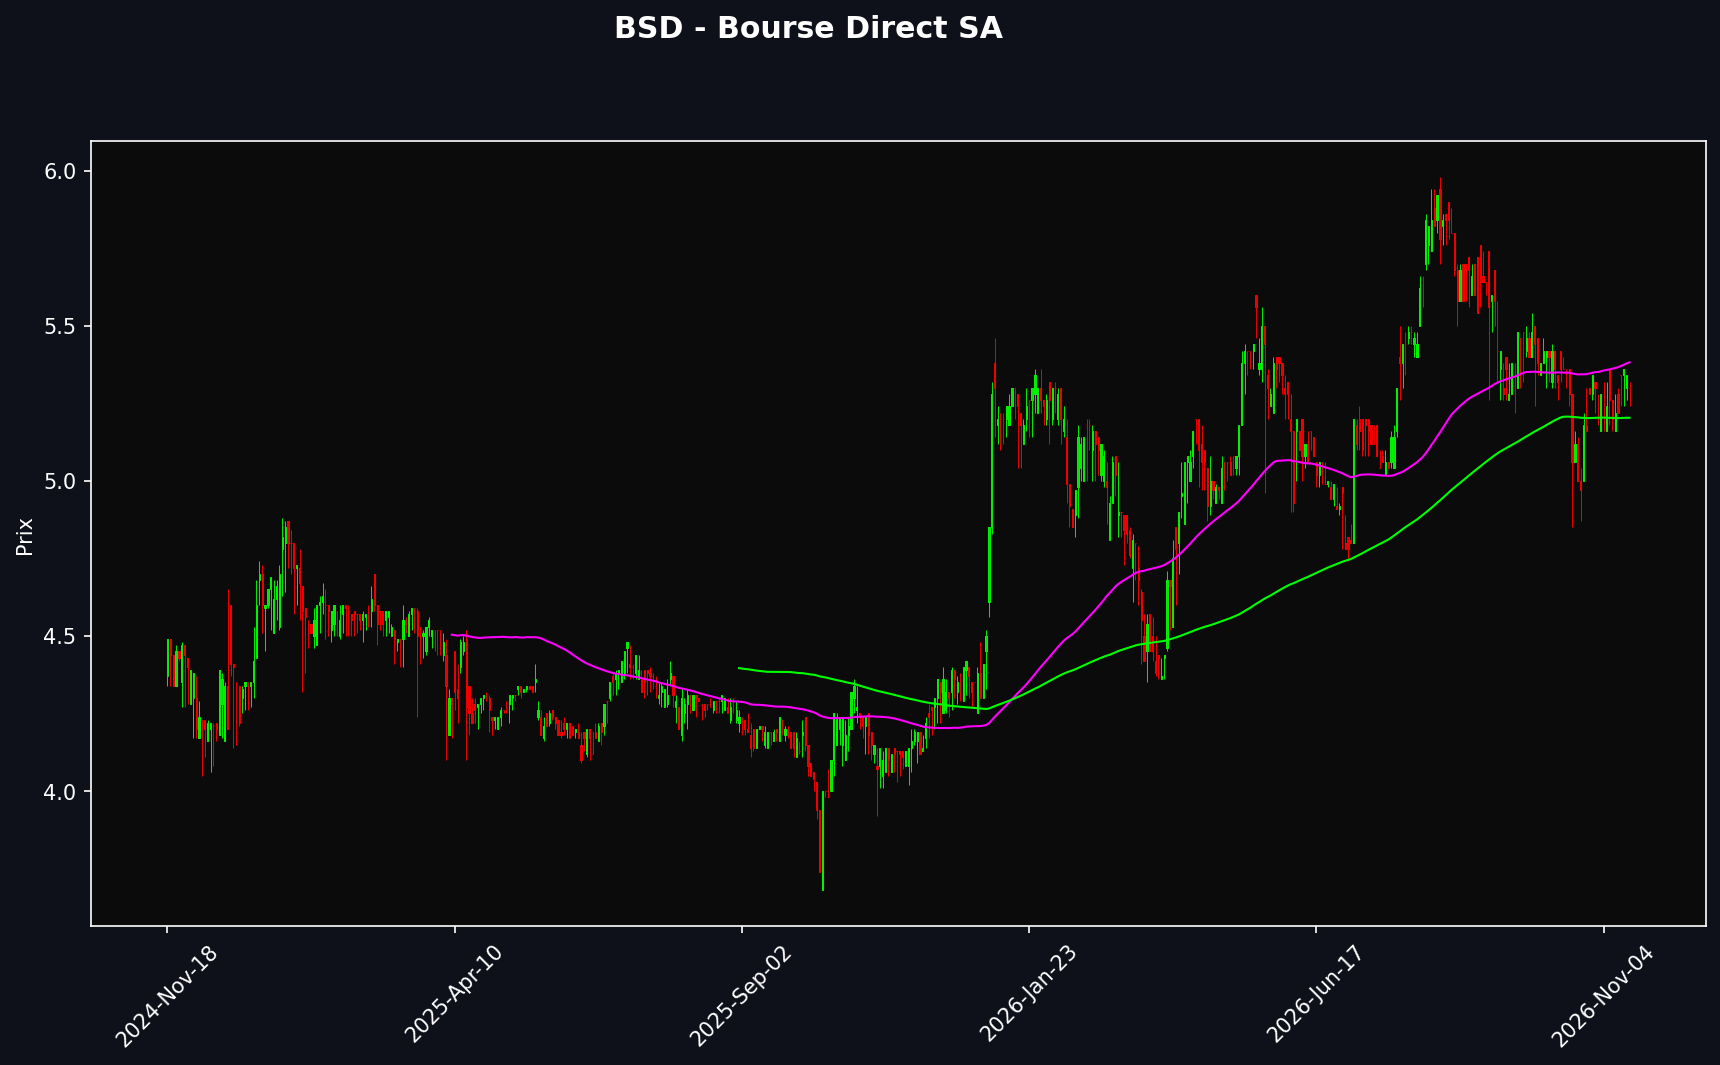 BSD - Bourse Direct SA
Prix
6.0
5.5
5.0
4.5
4.0
2024-Nov-18
2025-Apr-10
2025-Sep-02
2026-Jan-23
2026-Jun-17
2026-Nov-04